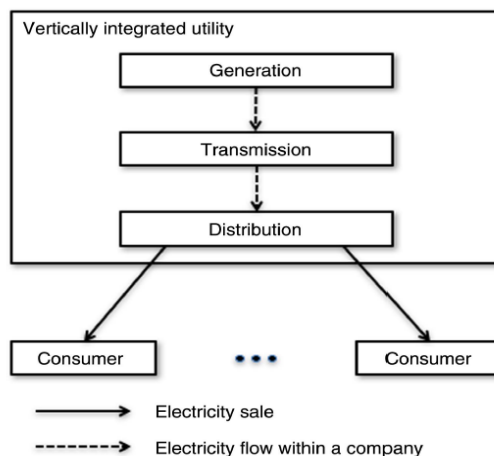 Vertically integrated utility
Generation
Transmission
Distribution
Consumer
Consumer
Electricity sale
Electricity flow within a company